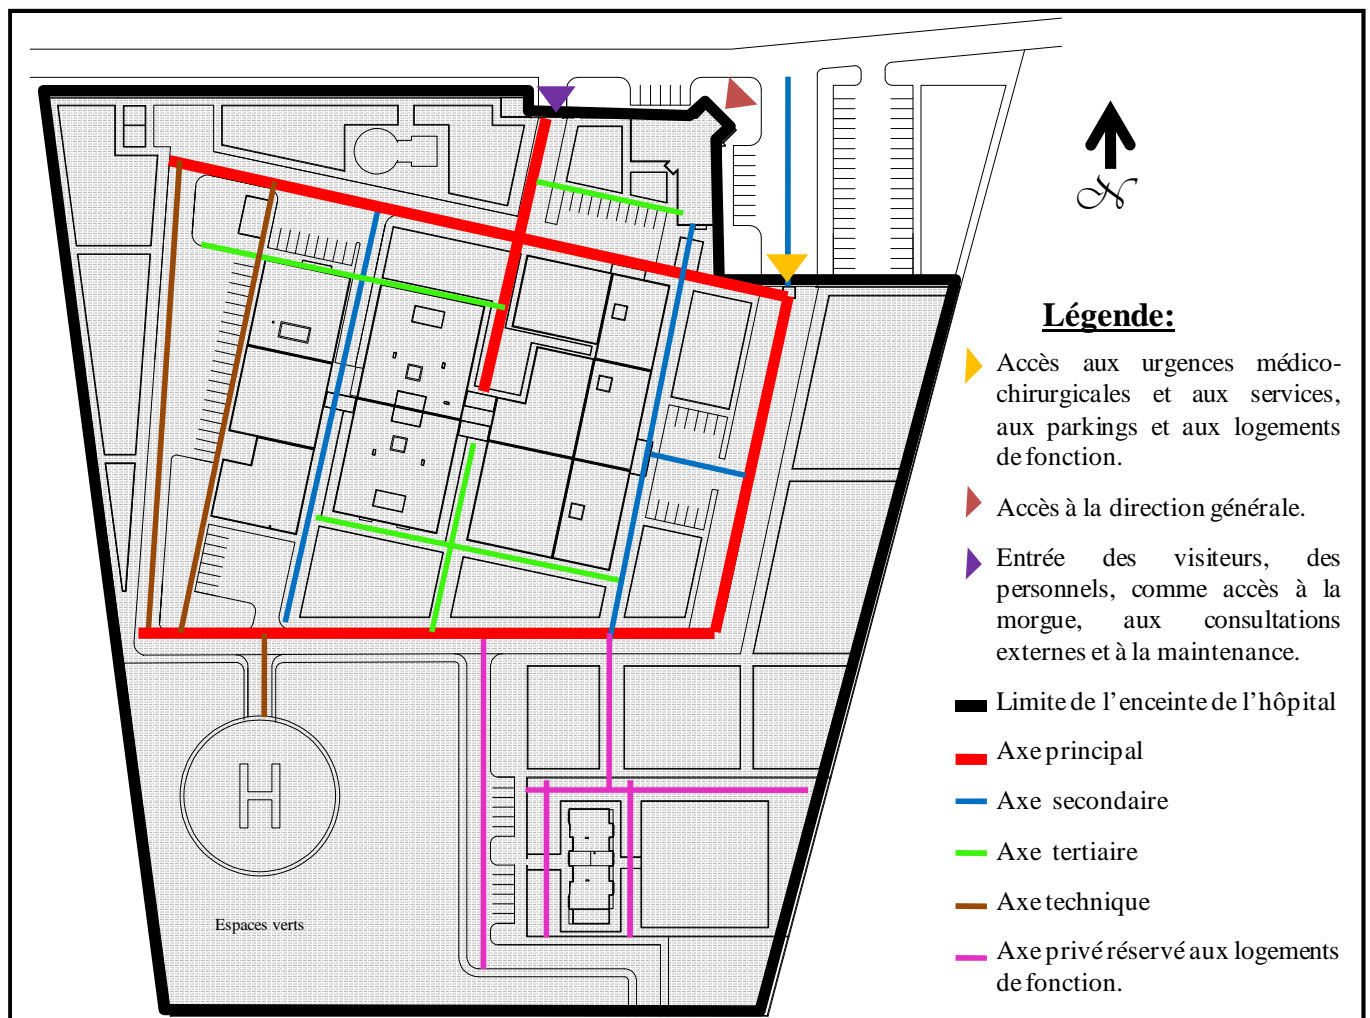 N
Légende:
Accès aux urgences médico-
chirurgicales et aux services,
aux parkings et aux logements
de fonction.
Accès à la direction générale.
Entrée des visiteurs, des
personnels, comme accès à la
morgue, aux consultations
externes et à la maintenance.
Limite de l'enceinte de l'hôpital
Axe principal
Axe secondaire
Axe tertiaire
Axe technique
Axe privé réservé aux logements
de fonction.
H
Espaces verts